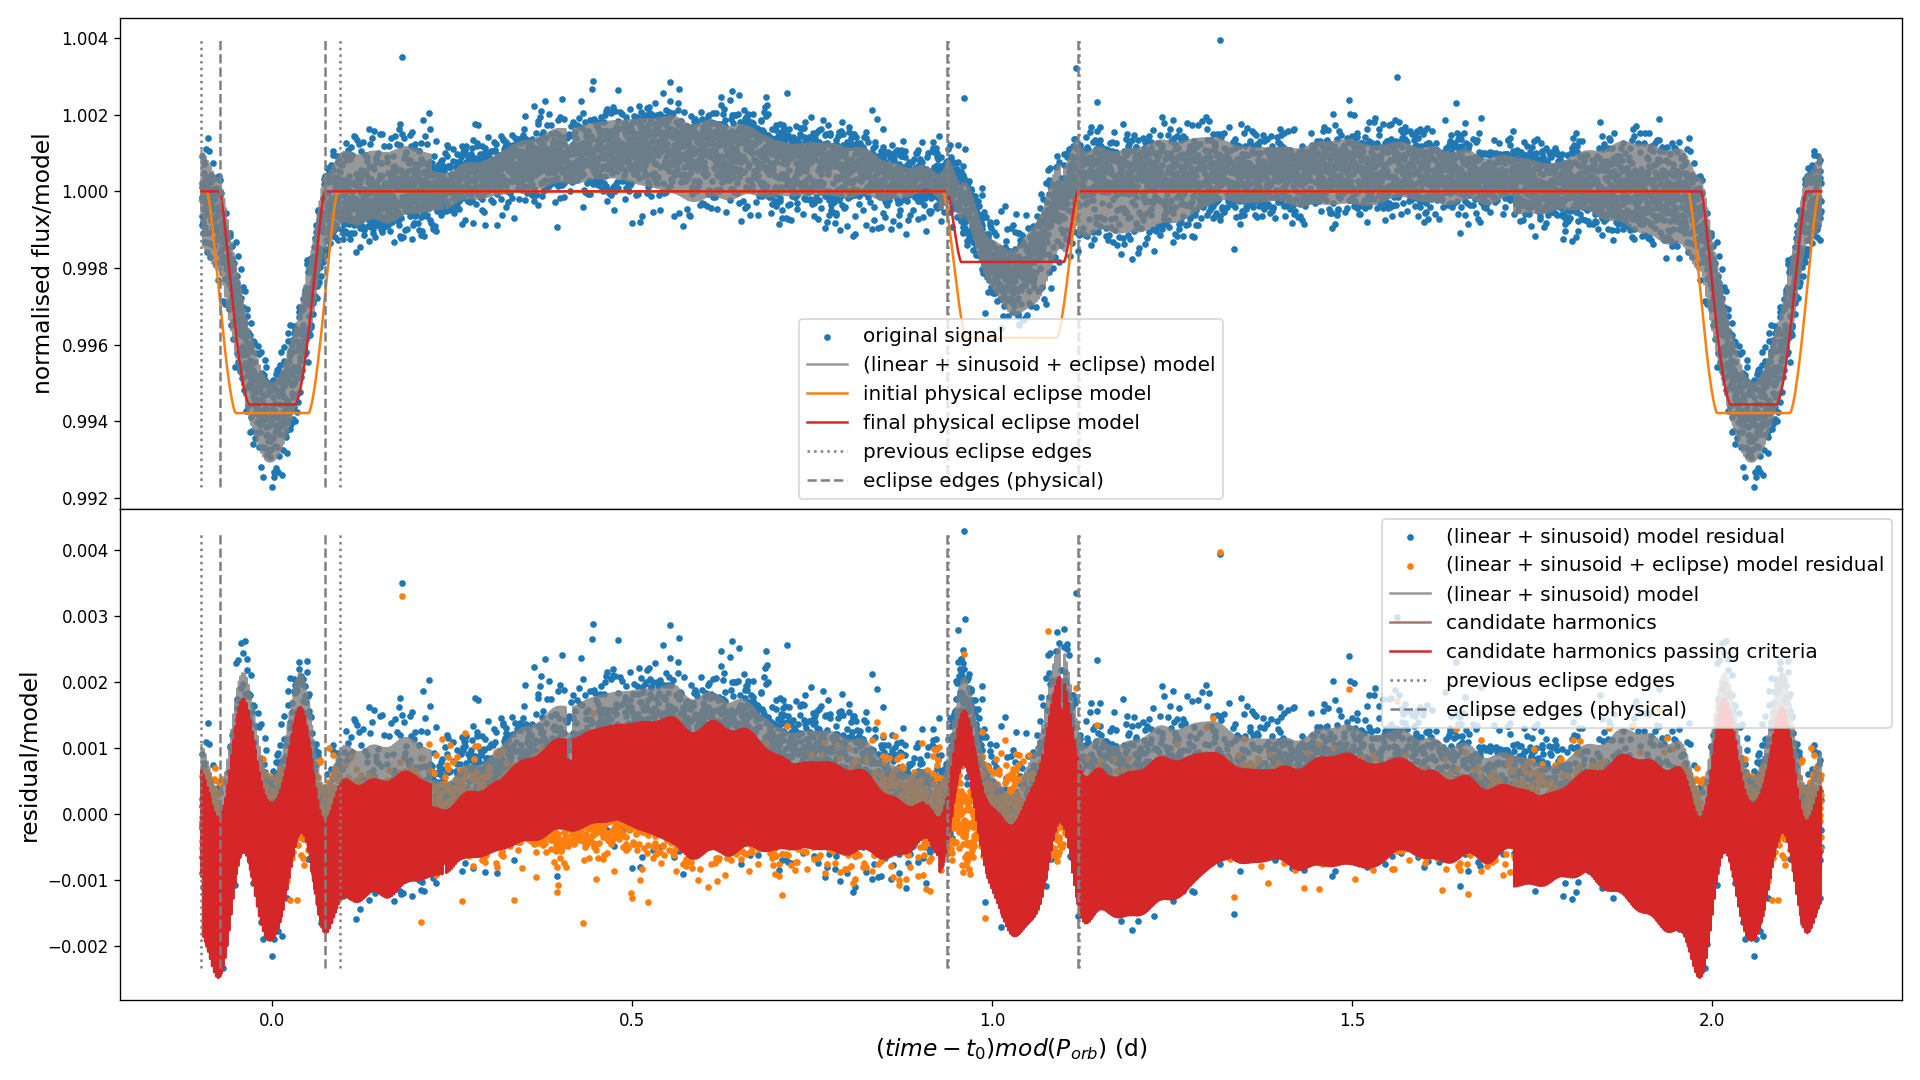 1.004
1.002
1.000
0.998
0.996
0.994
0.992
normalised flux/model
original signal
(linear + sinusoid + eclipse) model
initial physical eclipse model
final physical eclipse model
previous eclipse edges
eclipse edges (physical)
0.004
0.003
0.002
0.001
0.000
−0.001
−0.002
residual/model
(linear + sinusoid) model residual
(linear + sinusoid + eclipse) model residual
(linear + sinusoid) model
candidate harmonics
candidate harmonics passing criteria
previous eclipse edges
eclipse edges (physical)
0.0 0.5 1.0 1.5 2.0
(time − t₀)mod(P_orb) (d)